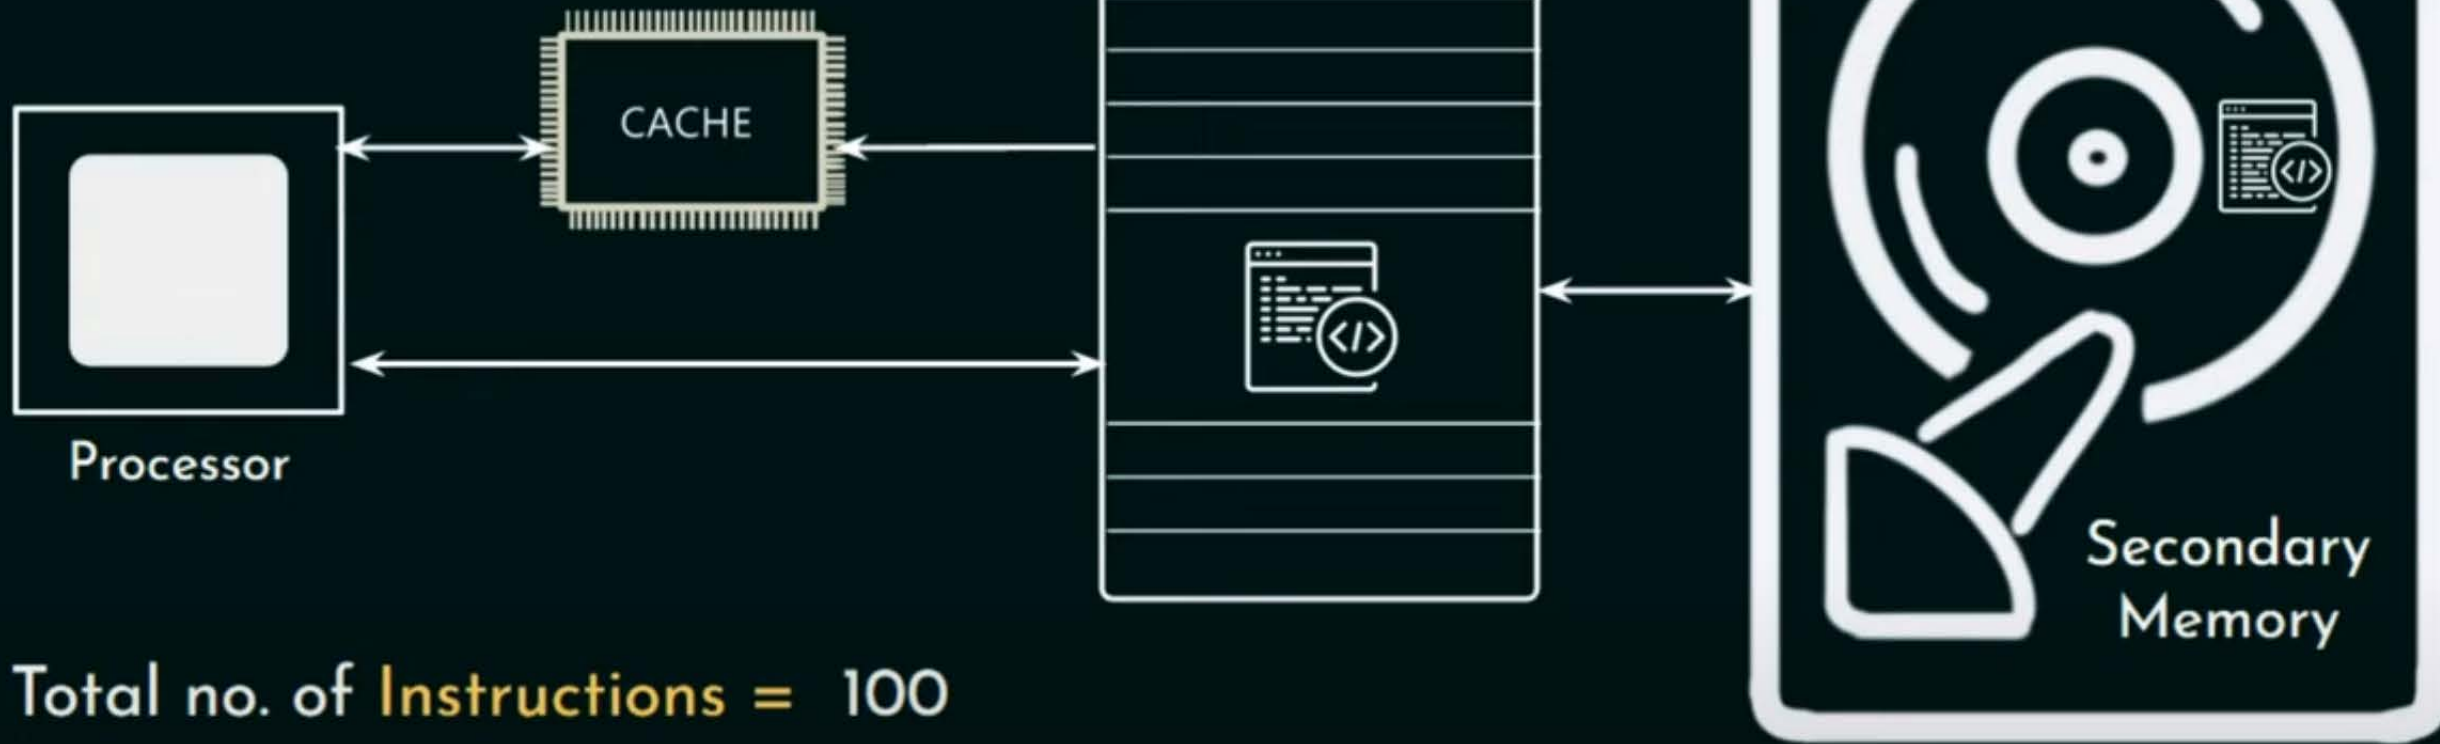 CACHE
</>
</>
Processor
Secondary
Memory
Total no. of Instructions = 100